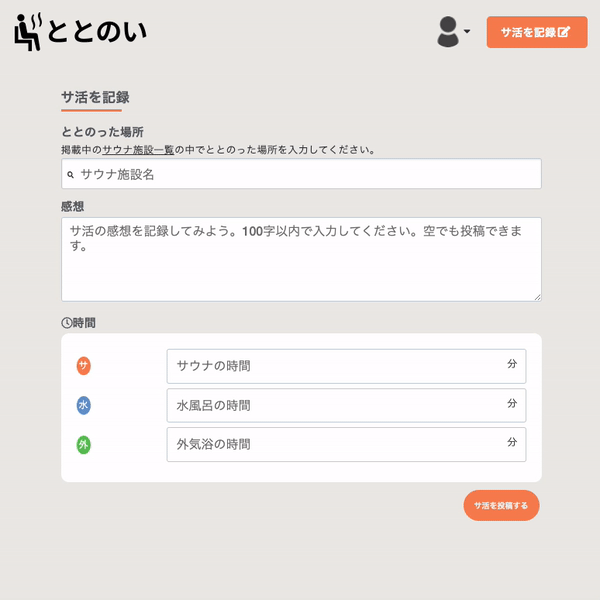 ととのい
サ活を記録
サ活を記録
ととのった場所
掲載中のサウナ施設一覧の中でととのった場所を入力してください。
サウナ施設名
感想
サ活の感想を記録してみよう。100字以内で入力してください。空でも投稿できま
す。
時間
サ サウナの時間 分
水 水風呂の時間 分
外 外気浴の時間 分
サ活を投稿する